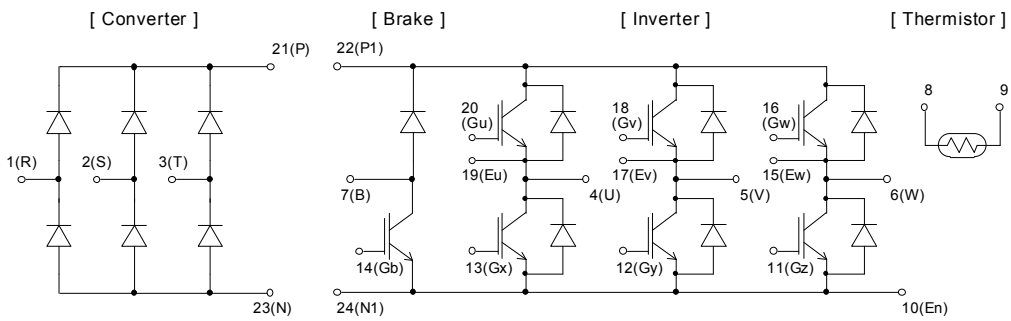 [ Converter ]
[ Brake ]
[ Inverter ]
[ Thermistor ]
21(P)
22(P1)
20
(Gu)
18
(Gv)
16
(Gw)
8
9
1(R)
2(S)
3(T)
7(B)
19(Eu)
4(U)
17(Ev)
5(V)
15(Ew)
6(W)
14(Gb)
13(Gx)
12(Gy)
11(Gz)
23(N)
24(N1)
10(En)